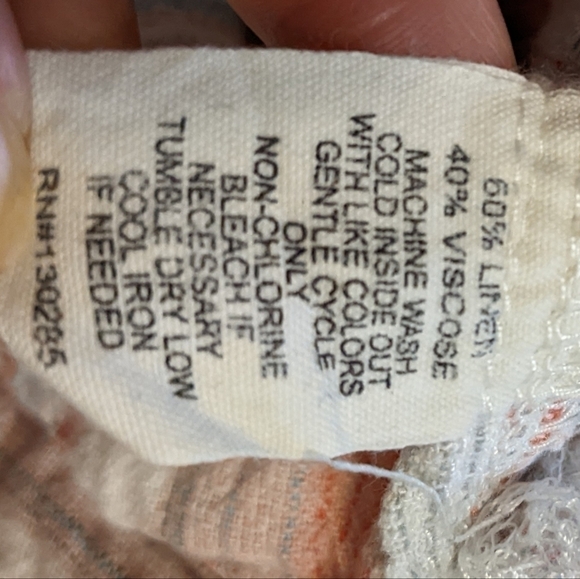 60% LINEN
40% VISCOSE
MACHINE WASH
COLD INSIDE OUT
WITH LIKE COLORS
GENTLE CYCLE
ONLY
NON-CHLORINE
BLEACH IF
NECESSARY
TUMBLE DRY LOW
COOL IRON
IF NEEDED
RN#130285